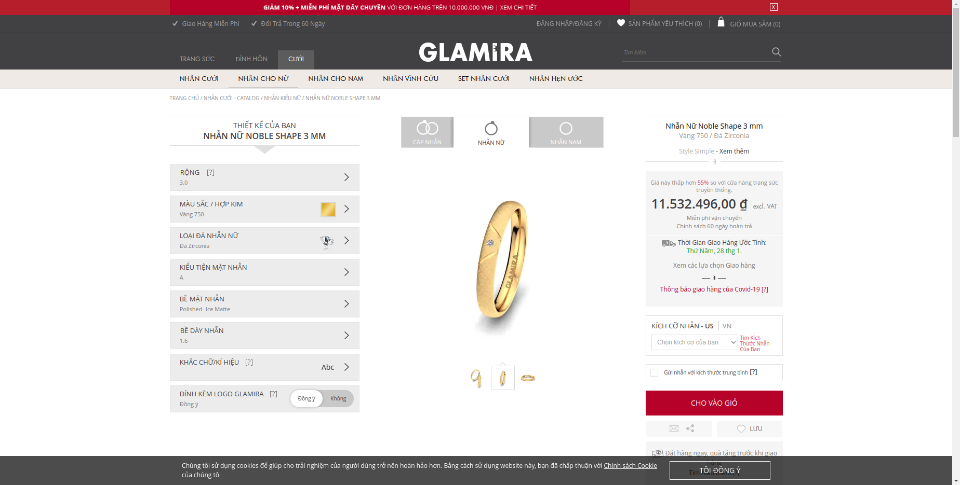 GIẢM 10% + MIỄN PHÍ MẶT DÂY CHUYỀN VỚI ĐƠN HÀNG TRÊN 10.000.000 VNĐ | XEM CHI TIẾT
Giao Hàng Miễn Phí
Đổi Trả Trong 60 Ngày
ĐĂNG NHẬP/ĐĂNG KÝ
SẢN PHẨM YÊU THÍCH (0)
GIỎ MUA SẮM (0)
TRANG SỨC
ĐÍNH HÔN
CƯỚI
GLAMIRA
Tìm kiếm
NHẪN CƯỚI
NHẪN CHO NỮ
NHẪN CHO NAM
NHẪN VĨNH CỬU
SET NHẪN CƯỚI
NHẪN HẸN ƯỚC
TRANG CHỦ / NHẪN CƯỚI - CATALOG / NHẪN KIỂU NỮ / NHẪN NỮ NOBLE SHAPE 3 MM
THIẾT KẾ CỦA BẠN
NHẪN NỮ NOBLE SHAPE 3 MM
RỘNG [?]
3.0
MÀU SẮC / HỢP KIM
Vàng 750
LOẠI ĐÁ NHẪN NỮ
Đá Zirconia
KIỂU TIỆN MẶT NHẪN
A
BỀ MẶT NHẪN
Polished. Ice Matte
BỀ DÀY NHẪN
1.6
KHẮC CHỮ/KÍ HIỆU [?]
Abc
ĐÍNH KÈM LOGO GLAMIRA [?]
Đồng ý
Đồng ý
Không
CẶP NHẪN
NHẪN NỮ
NHẪN NAM
GLAMIRA
Nhẫn Nữ Noble Shape 3 mm
Vàng 750 / Đá Zirconia
Style Simple - Xem thêm
Giá này thấp hơn 55% so với cửa hàng trang sức
truyền thống.
11.532.496,00 ₫ excl. VAT
Miễn phí vận chuyển
Chính sách 60 ngày hoàn trả
Thời Gian Giao Hàng Ước Tính:
Thứ Năm, 28 thg 1.
Xem các lựa chọn Giao hàng
Thông báo giao hàng của Covid-19 [?]
KÍCH CỠ NHẪN - US | VN
Chọn kích cỡ của bạn
Tìm Kích
Thước Nhẫn
Của Bạn
Gửi nhẫn với kích thước trung bình [?]
CHO VÀO GIỎ
LƯU
Đặt hàng ngay, quà tặng trước khi giao
Chúng tôi sử dụng cookies để giúp cho trải nghiệm của người dùng trở nên hoàn hảo hơn. Bằng cách sử dụng website này, bạn đã chấp thuận với Chính sách Cookie
của chúng tô
TÔI ĐỒNG Ý